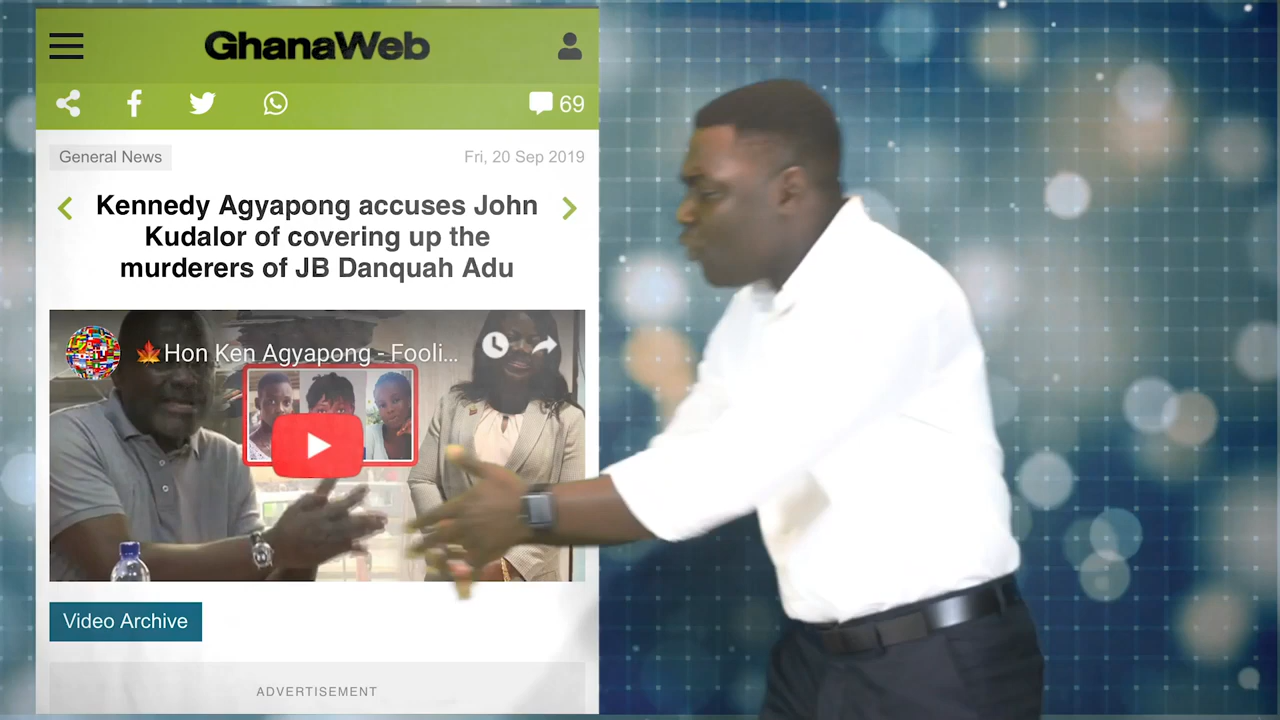 GhanaWeb
69
General News
Fri, 20 Sep 2019
Kennedy Agyapong accuses John
Kudalor of covering up the
murderers of JB Danquah Adu
Hon Ken Agyapong - Fooli...
Video Archive
ADVERTISEMENT